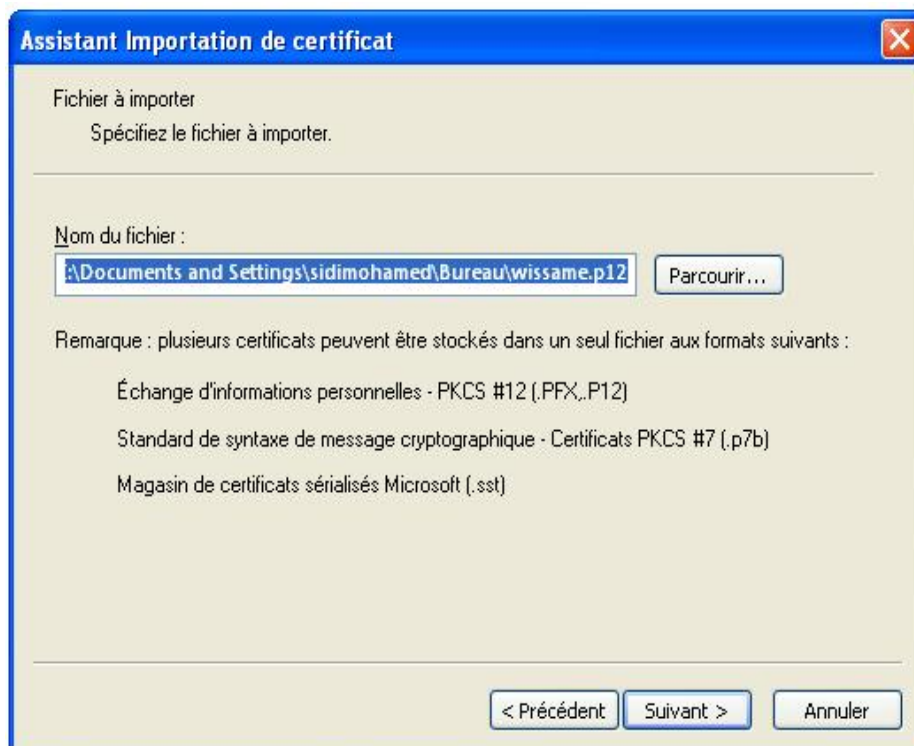 Assistant Importation de certificat
Fichier à importer
Spécifiez le fichier à importer.
Nom du fichier :
:\Documents and Settings\sidimohamed\Bureau\wissame.p12
Parcourir...
Remarque : plusieurs certificats peuvent être stockés dans un seul fichier aux formats suivants :
Échange d'informations personnelles - PKCS #12 (.PFX,.P12)
Standard de syntaxe de message cryptographique - Certificats PKCS #7 (.p7b)
Magasin de certificats sérialisés Microsoft (.sst)
< Précédent
Suivant >
Annuler